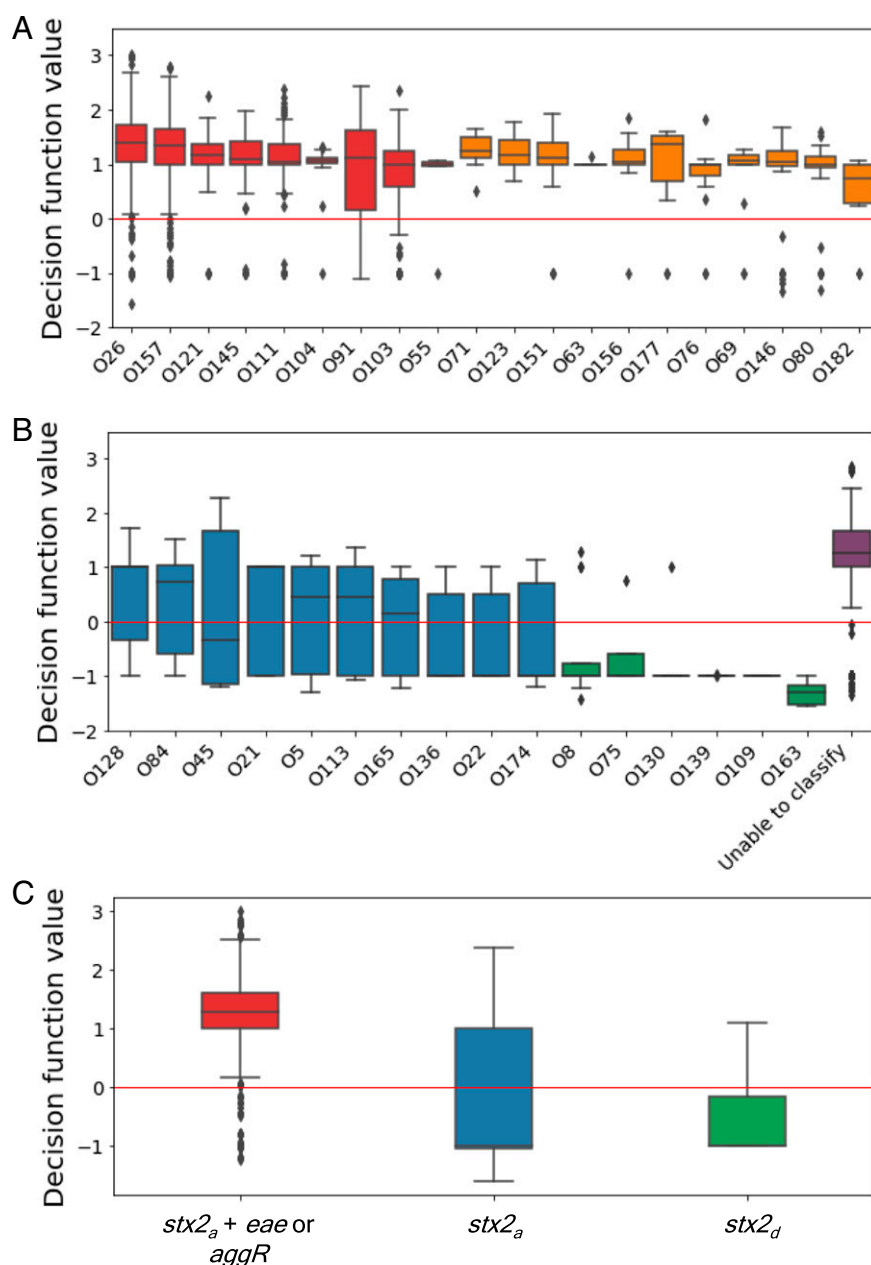 A
Decision function value
3
2
1
0
−1
−2
O26 O157 O121 O145 O111 O104 O91 O103 O55 O71 O123 O151 O63 O156 O177 O76 O69 O146 O80 O182
B
Decision function value
3
2
1
0
−1
−2
O128 O84 O45 O21 O5 O113 O165 O136 O22 O174 O8 O75 O130 O139 O109 O163 Unable to classify
C
Decision function value
3
2
1
0
−1
stx2a + eae or stx2a stx2d
aggR